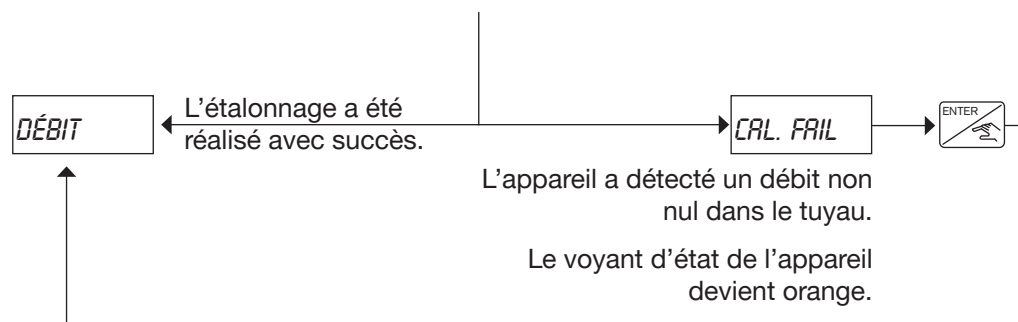 DÉBIT
L’étalonnage a été
réalisé avec succès.
CAL. FAIL
ENTER
L’appareil a détecté un débit non
nul dans le tuyau.
Le voyant d’état de l’appareil
devient orange.